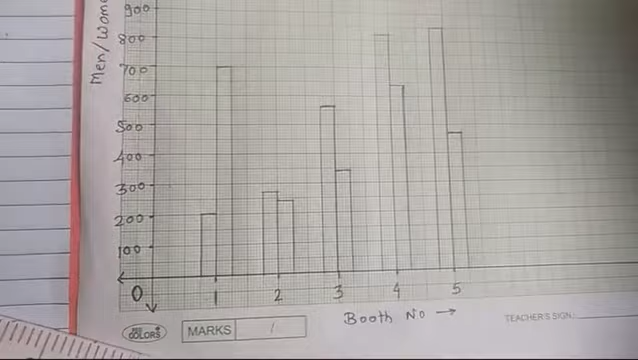 Men/Wome
900
800
700
600
500
400
300
200
100
0
1 2 3 4 5
Booth No →
COLORS
MARKS
TEACHER'S SIGN.: